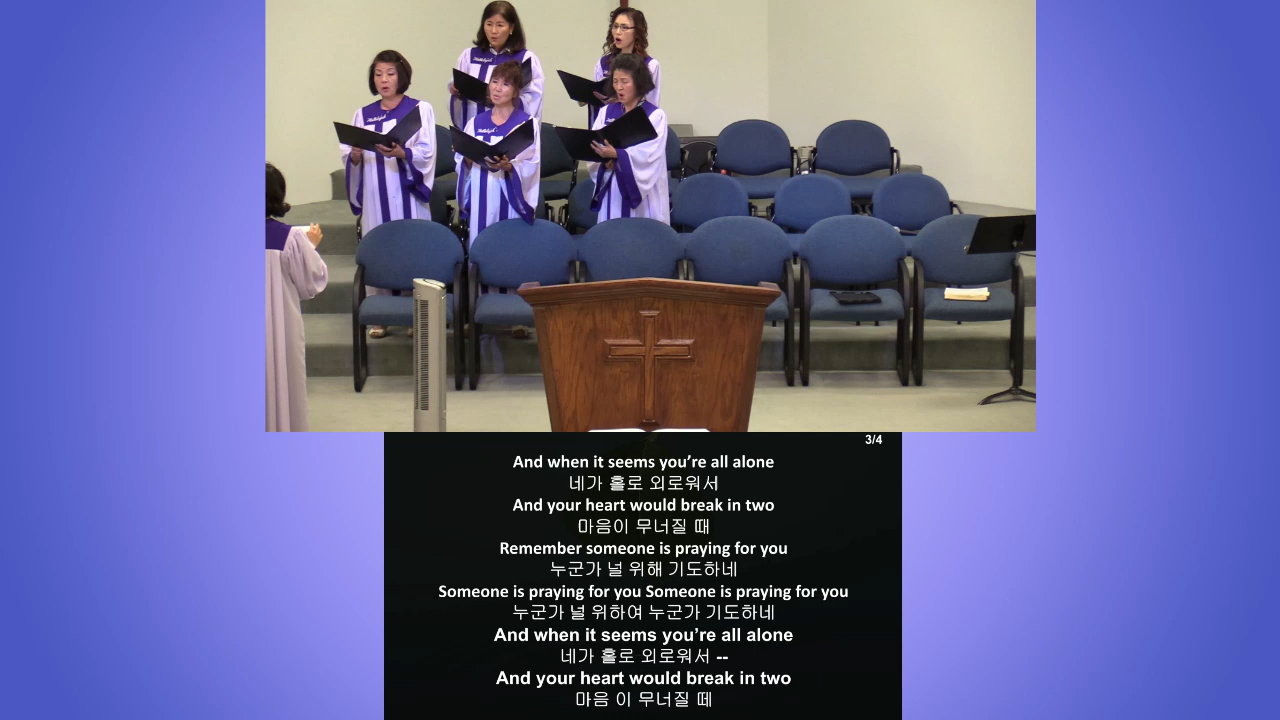 Hallelujah
Hallelujah
Hallelujah
Hallelujah
3/4
And when it seems you're all alone
네가 홀로 외로워서
And your heart would break in two
마음이 무너질 때
Remember someone is praying for you
누군가 널 위해 기도하네
Someone is praying for you Someone is praying for you
누군가 널 위하여 누군가 기도하네
And when it seems you're all alone
네가 홀로 외로워서 --
And your heart would break in two
마음 이 무너질 떼